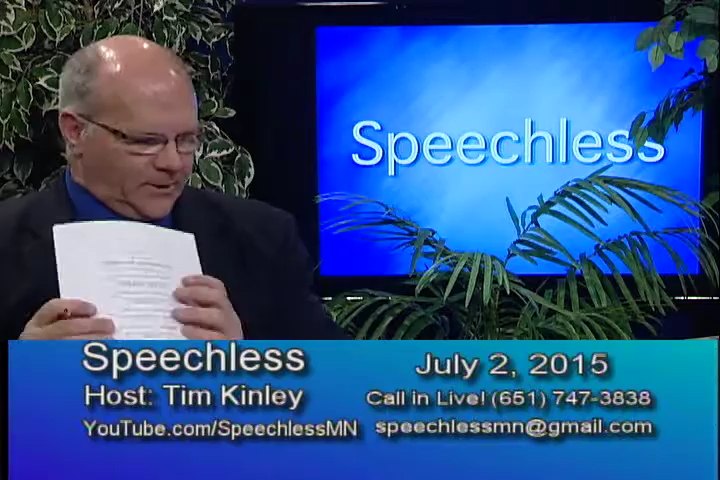 Speechless
Speechless
Host: Tim Kinley
YouTube.com/SpeechlessMN
July 2, 2015
Call in Live! (651) 747-3838
speechlessmn@gmail.com